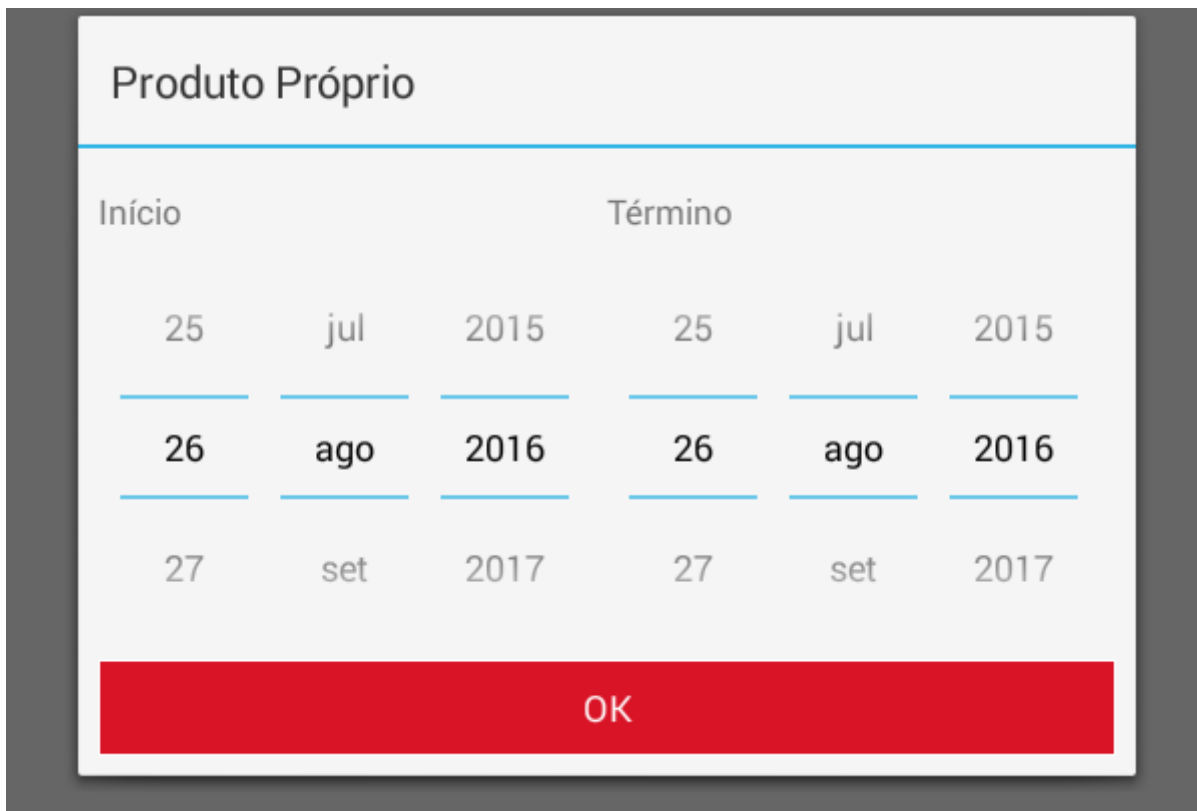 Produto Próprio
Início Término
25 jul 2015 25 jul 2015
26 ago 2016 26 ago 2016
27 set 2017 27 set 2017
OK